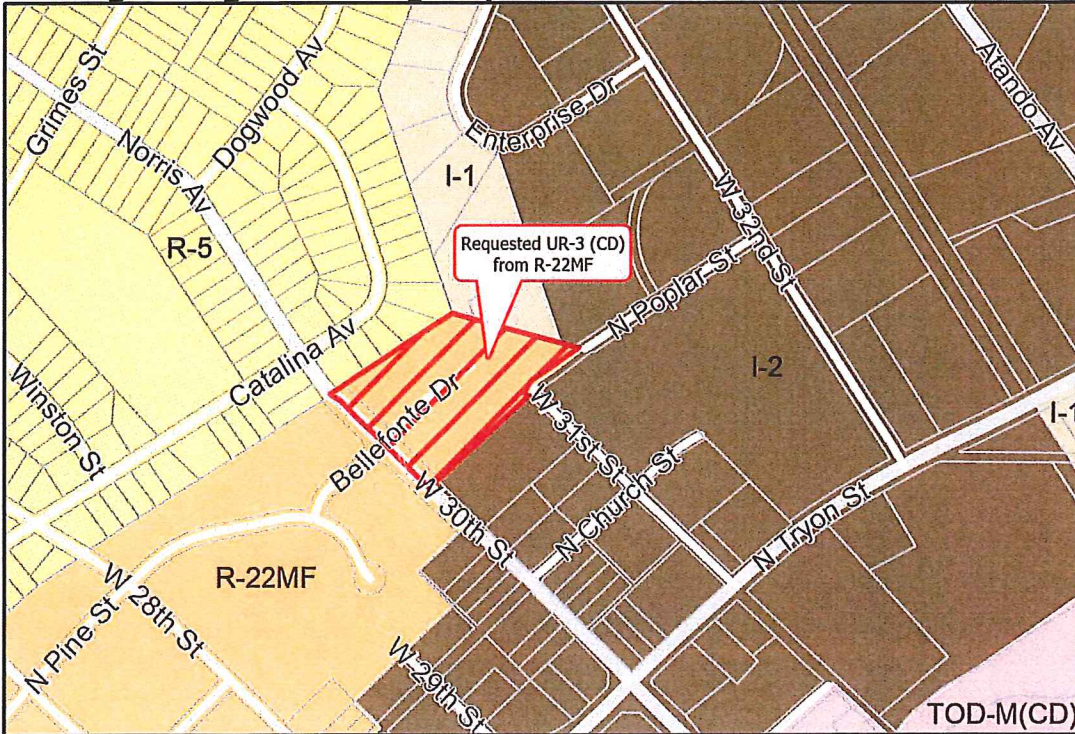 Grimes St
Dogwood Av
Norris Av
Enterprise Dr
Atando Av
I-1
W 32nd St
R-5
Requested UR-3 (CD)
from R-22MF
N Poplar St
Catalina Av
Winston St
Bellefonte Dr
I-2
W 31st St
I-1
N Church St
W 30th St
N Tryon St
R-22MF
W 28th St
N Pine St
W 29th St
TOD-M(CD)